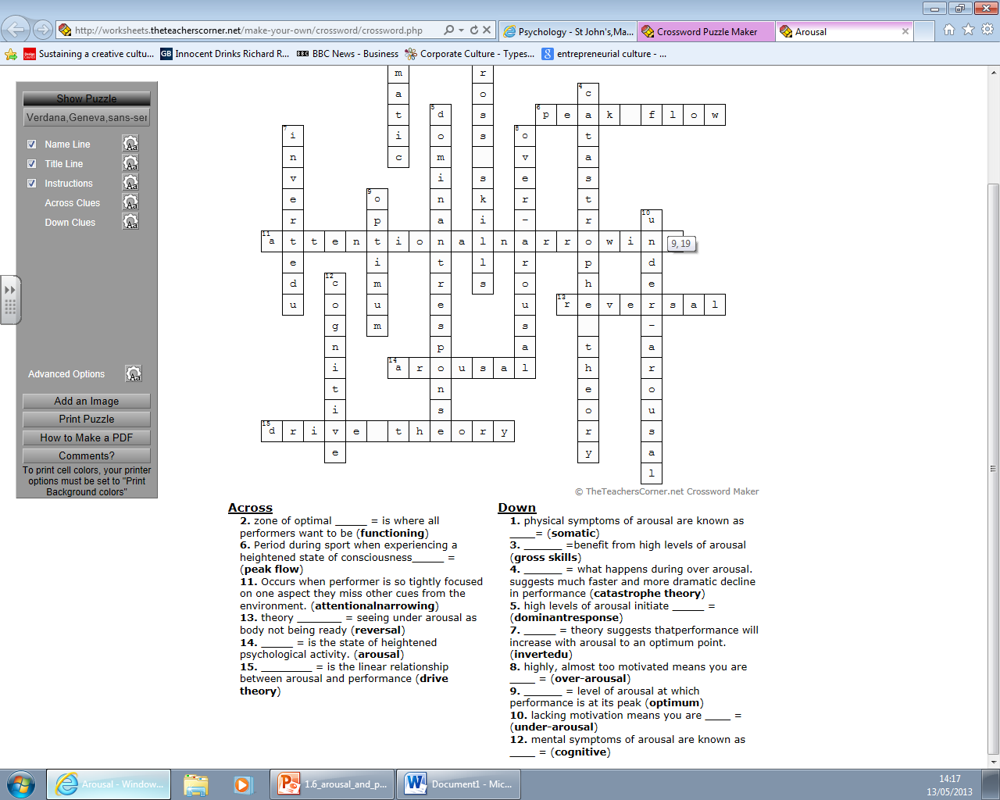 http://worksheets.theteacherscorner.net/make-your-own/crossword/crossword.php
Psychology - St John's,Ma...
Crossword Puzzle Maker
Arousal
Sustaining a creative cultu...
Innocent Drinks Richard R...
BBC News - Business
Corporate Culture - Types...
entrepreneurial culture - ...
Show Puzzle
Verdana,Geneva,sans-ser
Name Line
Title Line
Instructions
Across Clues
Down Clues
Advanced Options
Add an Image
Print Puzzle
How to Make a PDF
Comments?
To print cell colors, your printer
options must be set to "Print
Background colors"
m r
a o 4 c
t 5 d s 6 p e a k f l o w
7 i i o s 8 o t
n c m v a
v i s e s
e 9 o n k r t 10 u
r p a i - r
11 a t t e n t i o n a l n a r r o w i n 9, 19
e i t l r p d
d 12 c m r s o h e
u o u e u 13 r e v e r s a l
g m s s -
n p a t a
i 14 a r o u s a l h r
t n e o
i s o u
15 d r i v e t h e o r y r s
e y a
l
© TheTeachersCorner.net Crossword Maker
Across
2. zone of optimal _____ = is where all
performers want to be (functioning)
6. Period during sport when experiencing a
heightened state of consciousness_____ =
(peak flow)
11. Occurs when performer is so tightly focused
on one aspect they miss other cues from the
environment. (attentionalnarrowing)
13. theory _______ = seeing under arousal as
body not being ready (reversal)
14. _____ = is the state of heightened
psychological activity. (arousal)
15. ________ = is the linear relationship
between arousal and performance (drive
theory)
Down
1. physical symptoms of arousal are known as
____= (somatic)
3. ______ =benefit from high levels of arousal
(gross skills)
4. ______ = what happens during over arousal.
suggests much faster and more dramatic decline
in performance (catastrophe theory)
5. high levels of arousal initiate _____ =
(dominantresponse)
7. _____ = theory suggests thatperformance will
increase with arousal to an optimum point.
(invertedu)
8. highly, almost too motivated means you are
____ = (over-arousal)
9. ______ = level of arousal at which
performance is at its peak (optimum)
10. lacking motivation means you are ____ =
(under-arousal)
12. mental symptoms of arousal are known as
____ = (cognitive)
Arousal - Window...
1.6_arousal_and_p...
Document1 - Mic...
14:17
13/05/2013